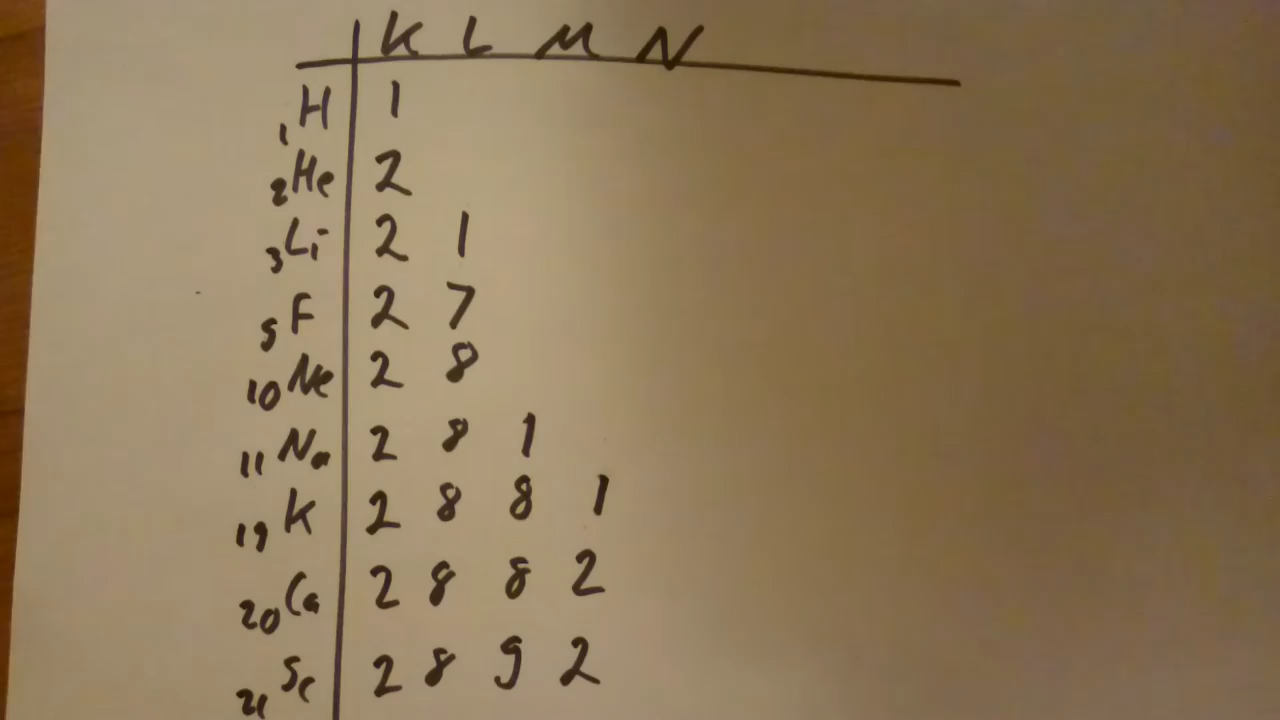 K L M N
1H 1
2He 2
3Li 2 1
9F 2 7
10Ne 2 8
11Na 2 8 1
19K 2 8 8 1
20Ca 2 8 8 2
21Sc 2 8 9 2